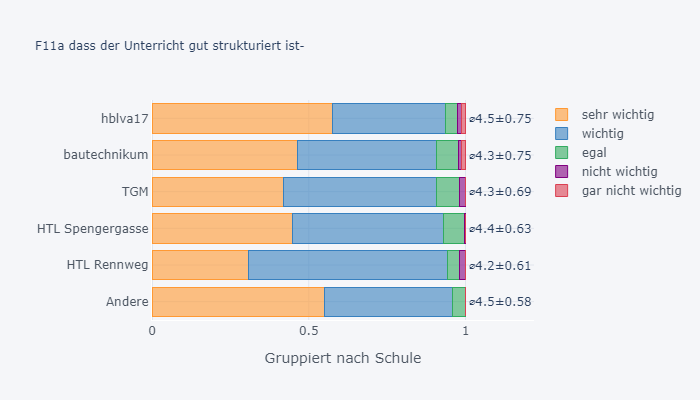 F11a dass der Unterricht gut strukturiert ist-
hblva17 ⌀4.5±0.75
bautechnikum ⌀4.3±0.75
TGM ⌀4.3±0.69
HTL Spengergasse ⌀4.4±0.63
HTL Rennweg ⌀4.2±0.61
Andere ⌀4.5±0.58
0 0.5 1
Gruppiert nach Schule
sehr wichtig
wichtig
egal
nicht wichtig
gar nicht wichtig